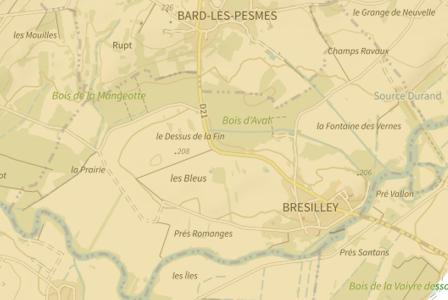 226
BARD-LES-PESMES
le Grange de Neuvelle
les Mouilles
Rupt
Champs Ravaux
Bois de la Mangeotte
Source Durand
D21
Bois d'Aval
la Fontaine des Vernes
le Dessus de la Fin
208
la Prairie
206
les Bleus
Pré Vallon
BRESILLEY
Prés Romanges
Prés Santans
les Iles
Bois de la Vaivre